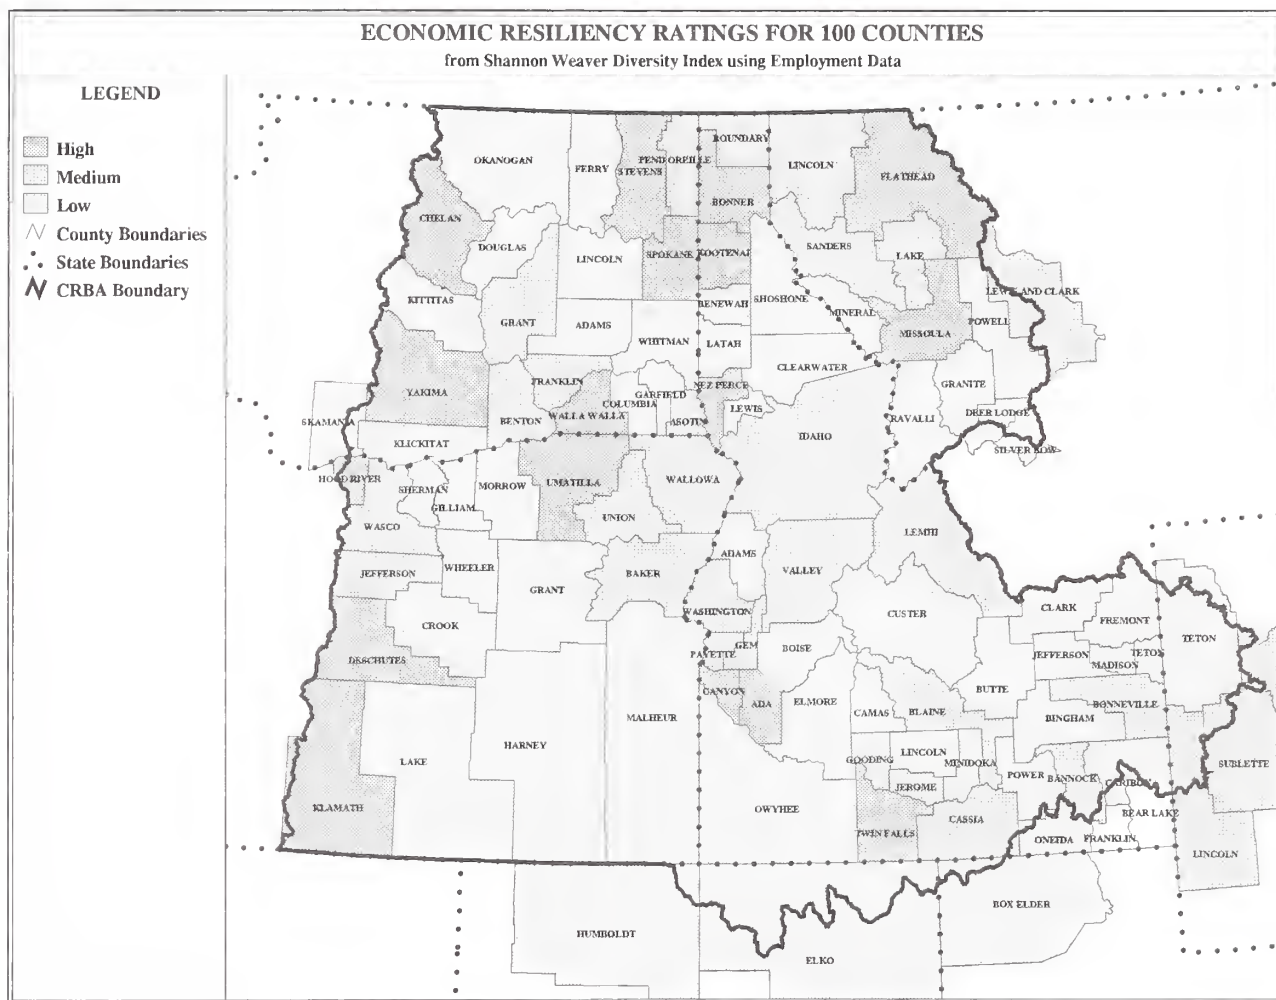 ECONOMIC RESILIENCY RATINGS FOR 100 COUNTIES
from Shannon Weaver Diversity Index using Employment Data
LEGEND
High
Medium
Low
County Boundaries
State Boundaries
CRBA Boundary
OKANOGAN
FERRY
STEVENS
PEND OREILLE
BOUNDARY
LINCOLN
FLATHEAD
CHELAN
DOUGLAS
LINCOLN
SPOKANE
BONNER
KOOTENAI
SANDERS
LAKE
LEWIS AND CLARK
KITTITAS
GRANT
ADAMS
WHITMAN
BENEWAH
SHOSHONE
MINERAL
MISSOULA
POWELL
LATAH
CLEARWATER
YAKIMA
FRANKLIN
BENTON
WALLA WALLA
COLUMBIA
GARFIELD
ASOTIN
NEZ PERCE
LEWIS
IDAHO
RAVALLI
GRANITE
DEER LODGE
SILVER BOW
SKAMANIA
KLICKITAT
HOOD RIVER
SHERMAN
GILLIAM
MORROW
UMATILLA
UNION
WALLOWA
WASCO
LEMHI
JEFFERSON
WHEELER
GRANT
BAKER
ADAMS
VALLEY
WASHINGTON
CUSTER
CLARK
FREMONT
TETON
CROOK
DESCHUTES
PAYETTE
GEM
BOISE
JEFFERSON
TETON
MADISON
CANYON
ADA
ELMORE
CAMAS
BLAINE
BUTTE
BINGHAM
BONNEVILLE
MALHEUR
HARNEY
LAKE
KLAMATH
GOODING
LINCOLN
MINIDOKA
JEROME
POWER
BANNOCK
CARIBOU
SUBLETTE
OWYHEE
TWIN FALLS
CASSIA
ONEIDA
FRANKLIN
BEAR LAKE
LINCOLN
HUMBOLDT
ELKO
BOX ELDER